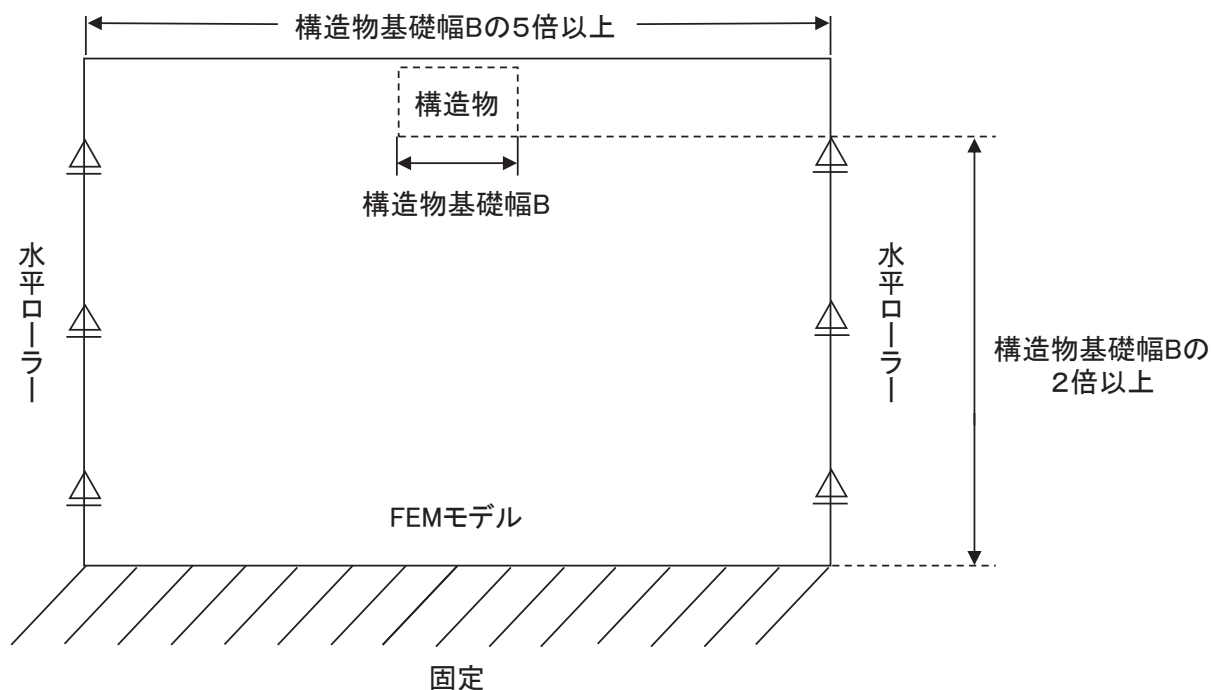 構造物基礎幅Bの5倍以上
構造物
構造物基礎幅B
水平ローラー
水平ローラー
構造物基礎幅Bの
2倍以上
FEMモデル
固定